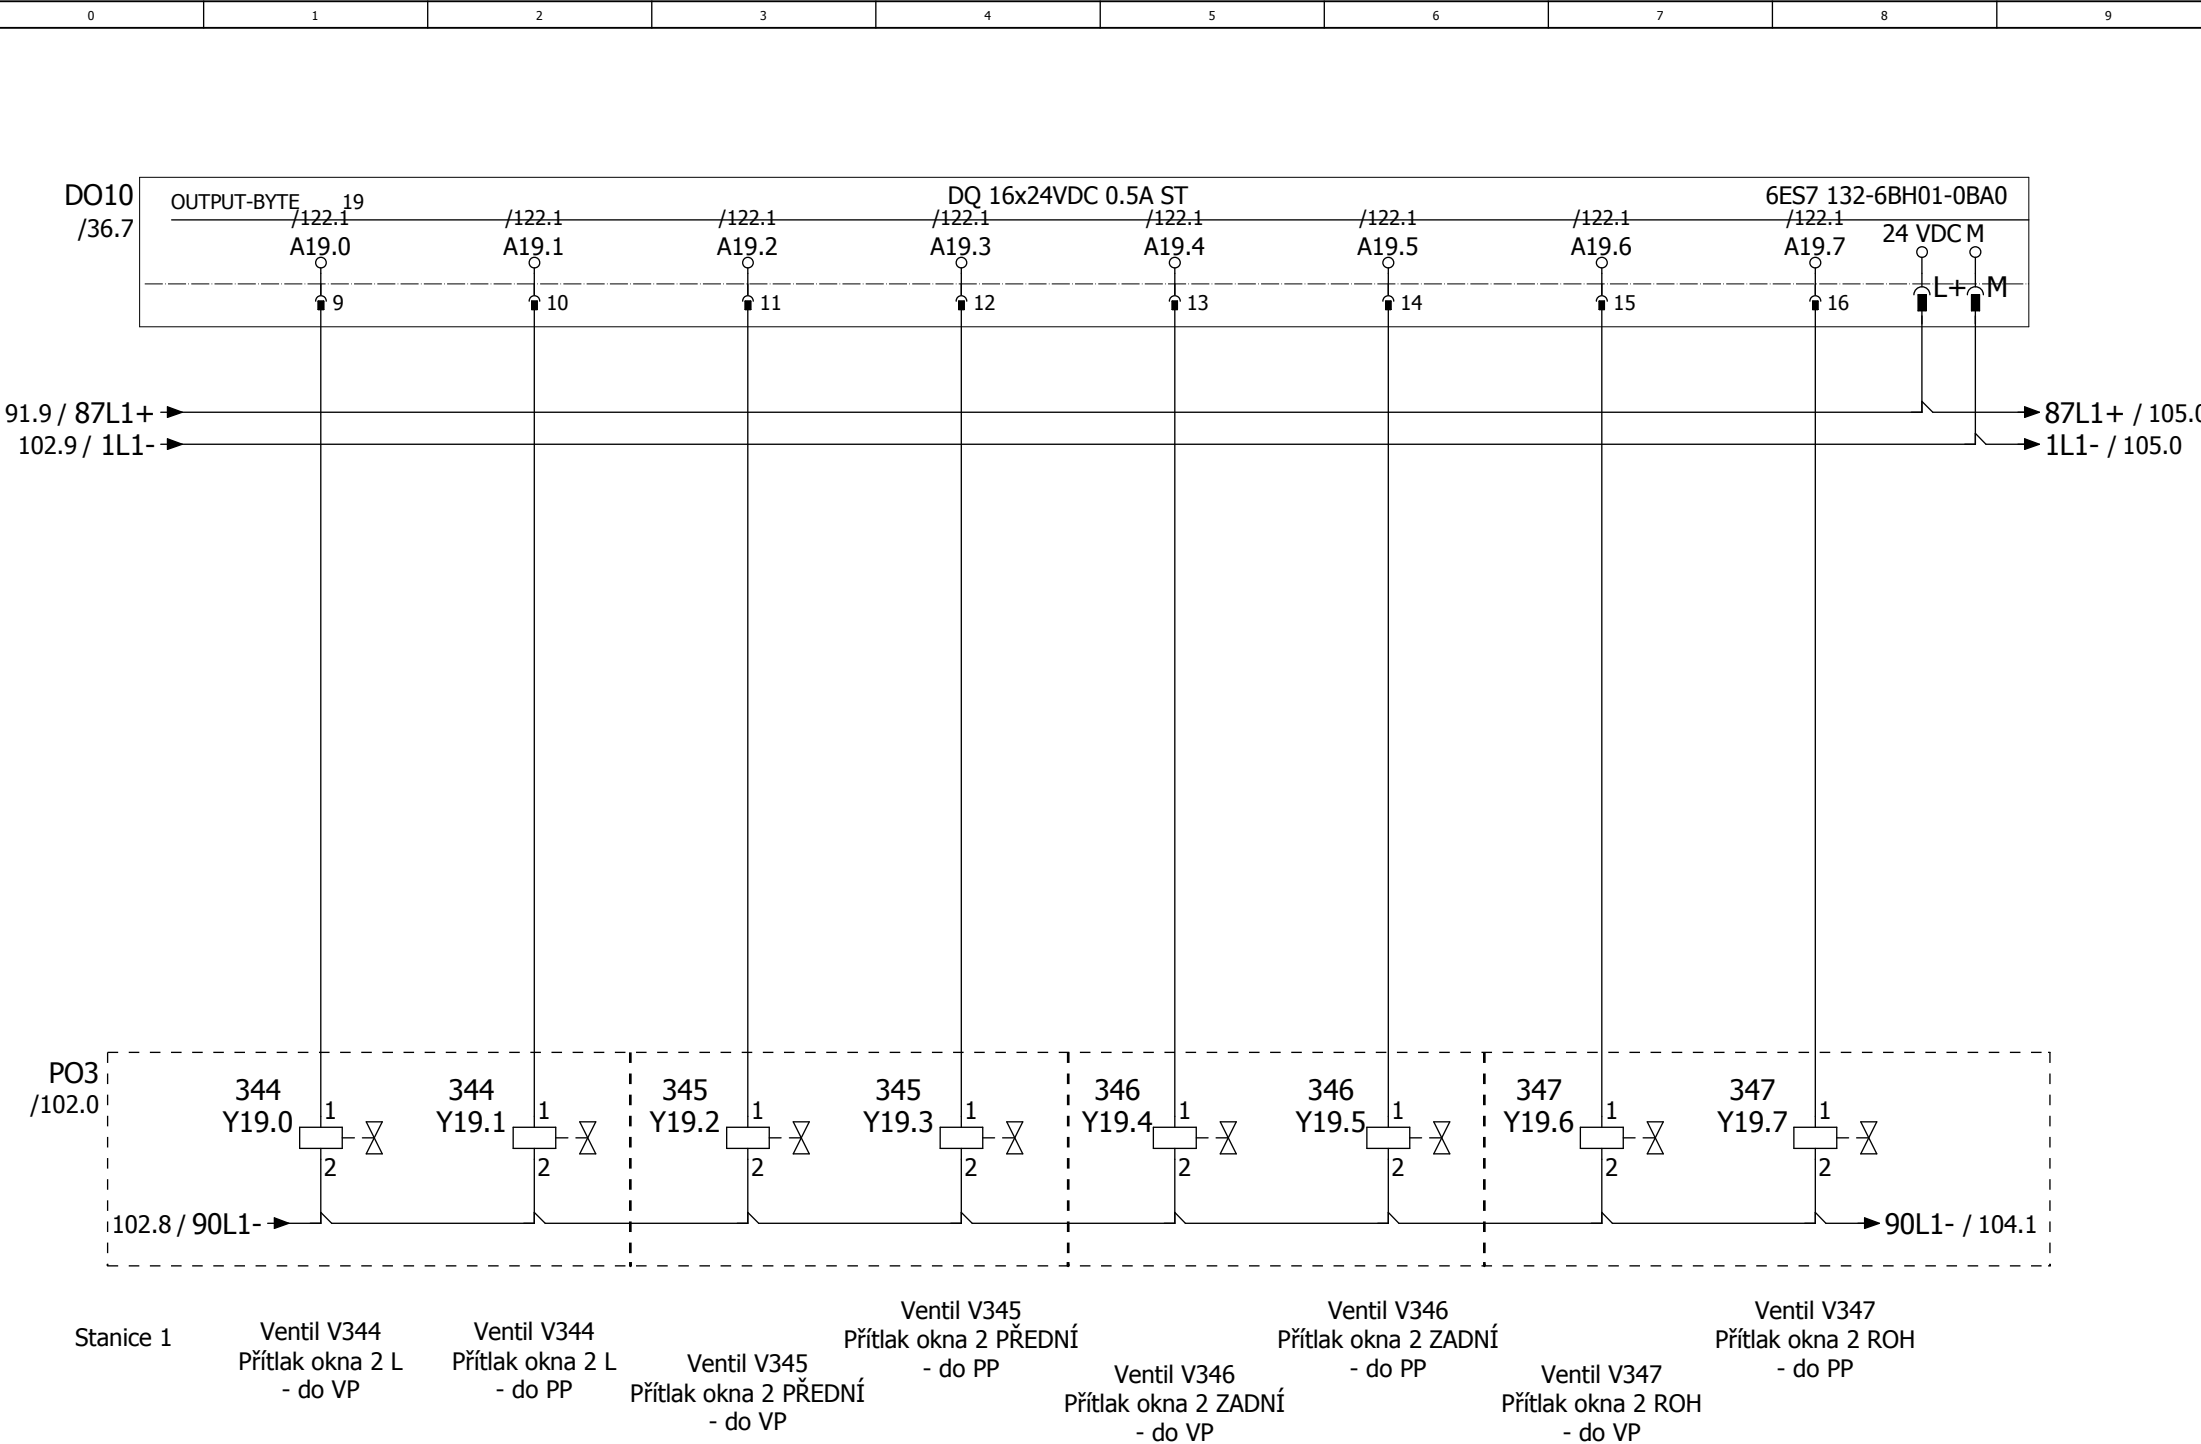 0 1 2 3 4 5 6 7 8 9
DO10
/36.7
OUTPUT-BYTE 19 DQ 16x24VDC 0.5A ST 6ES7 132-6BH01-0BA0
/122.1 /122.1 /122.1 /122.1 /122.1 /122.1 /122.1 /122.1
A19.0 A19.1 A19.2 A19.3 A19.4 A19.5 A19.6 A19.7 24 VDC M
9 10 11 12 13 14 15 16 L+ M
91.9 / 87L1+ 87L1+ / 105.0
102.9 / 1L1- 1L1- / 105.0
PO3
/102.0
344 344 345 345 346 346 347 347
Y19.0 Y19.1 Y19.2 Y19.3 Y19.4 Y19.5 Y19.6 Y19.7
1 1 1 1 1 1 1 1
2 2 2 2 2 2 2 2
102.8 / 90L1- 90L1- / 104.1
Stanice 1
Ventil V344
Přítlak okna 2 L
- do VP
Ventil V344
Přítlak okna 2 L
- do PP
Ventil V345
Přítlak okna 2 PŘEDNÍ
- do VP
Ventil V345
Přítlak okna 2 PŘEDNÍ
- do PP
Ventil V346
Přítlak okna 2 ZADNÍ
- do VP
Ventil V346
Přítlak okna 2 ZADNÍ
- do PP
Ventil V347
Přítlak okna 2 ROH
- do VP
Ventil V347
Přítlak okna 2 ROH
- do PP